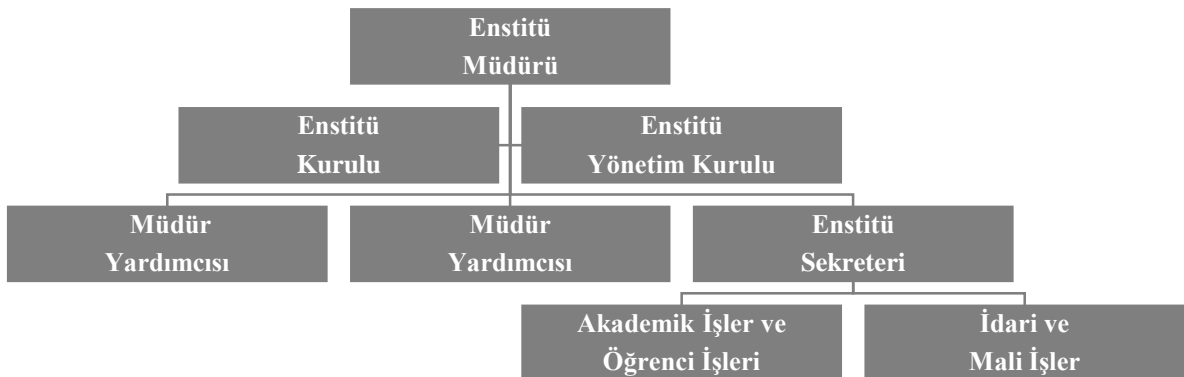 Enstitü
Müdürü
Enstitü
Kurulu
Enstitü
Yönetim Kurulu
Müdür
Yardımcısı
Müdür
Yardımcısı
Enstitü
Sekreteri
Akademik İşler ve
Öğrenci İşleri
İdari ve
Mali İşler